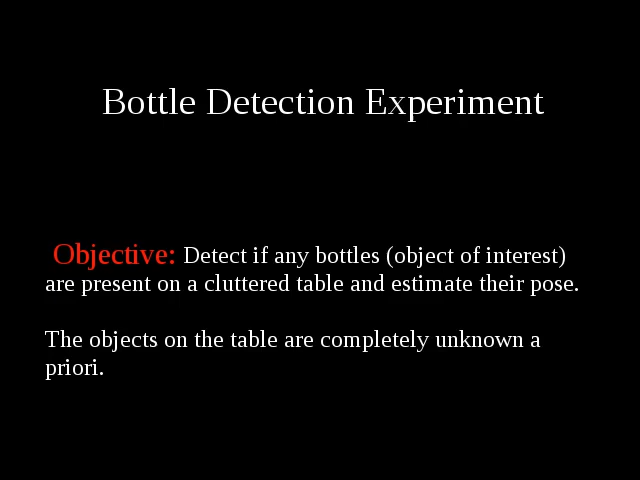 Bottle Detection Experiment
Objective: Detect if any bottles (object of interest)
are present on a cluttered table and estimate their pose.
The objects on the table are completely unknown a
priori.